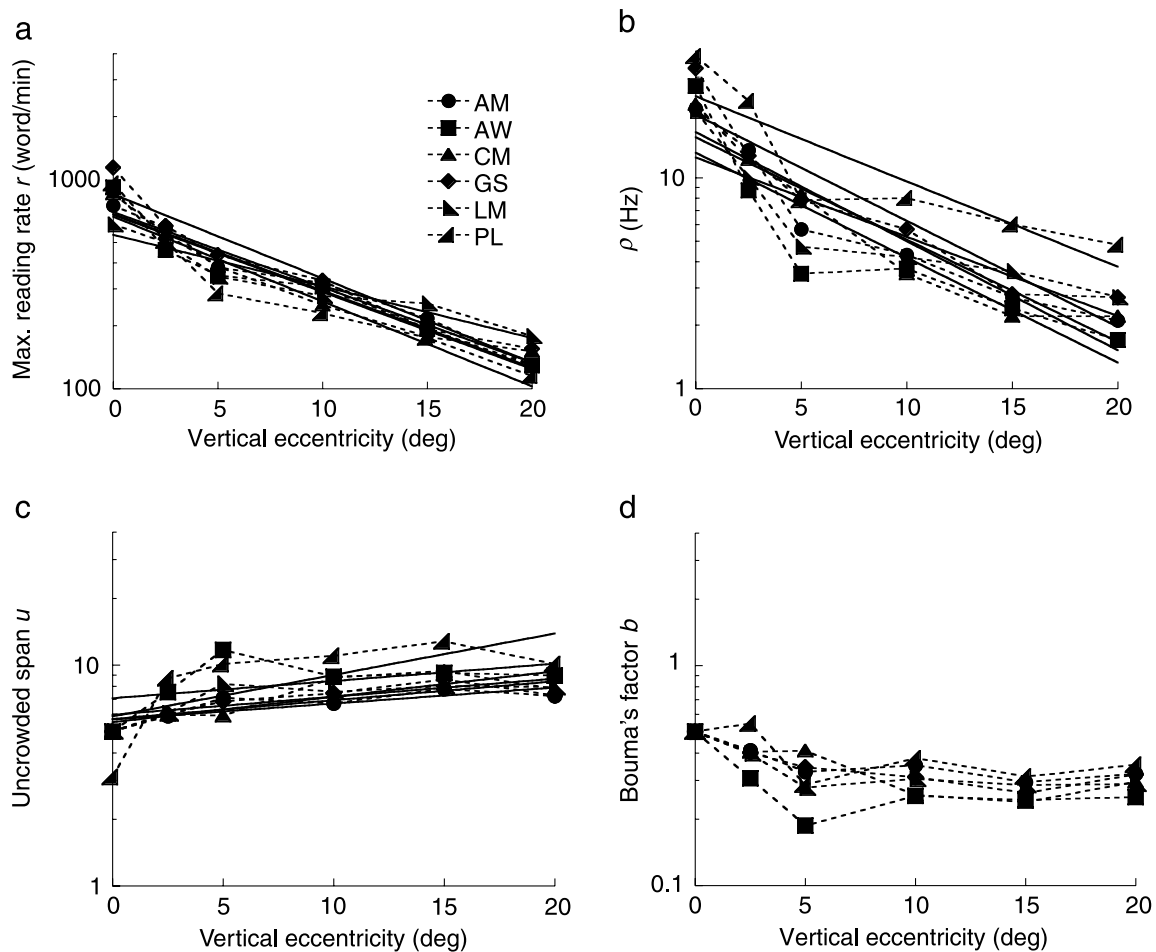 a
Max. reading rate r (word/min)
1000
100
0 5 10 15 20
Vertical eccentricity (deg)
AM
AW
CM
GS
LM
PL
b
ρ (Hz)
10
1
0 5 10 15 20
Vertical eccentricity (deg)
c
Uncrowded span u
10
1
0 5 10 15 20
Vertical eccentricity (deg)
d
Bouma's factor b
1
0.1
0 5 10 15 20
Vertical eccentricity (deg)